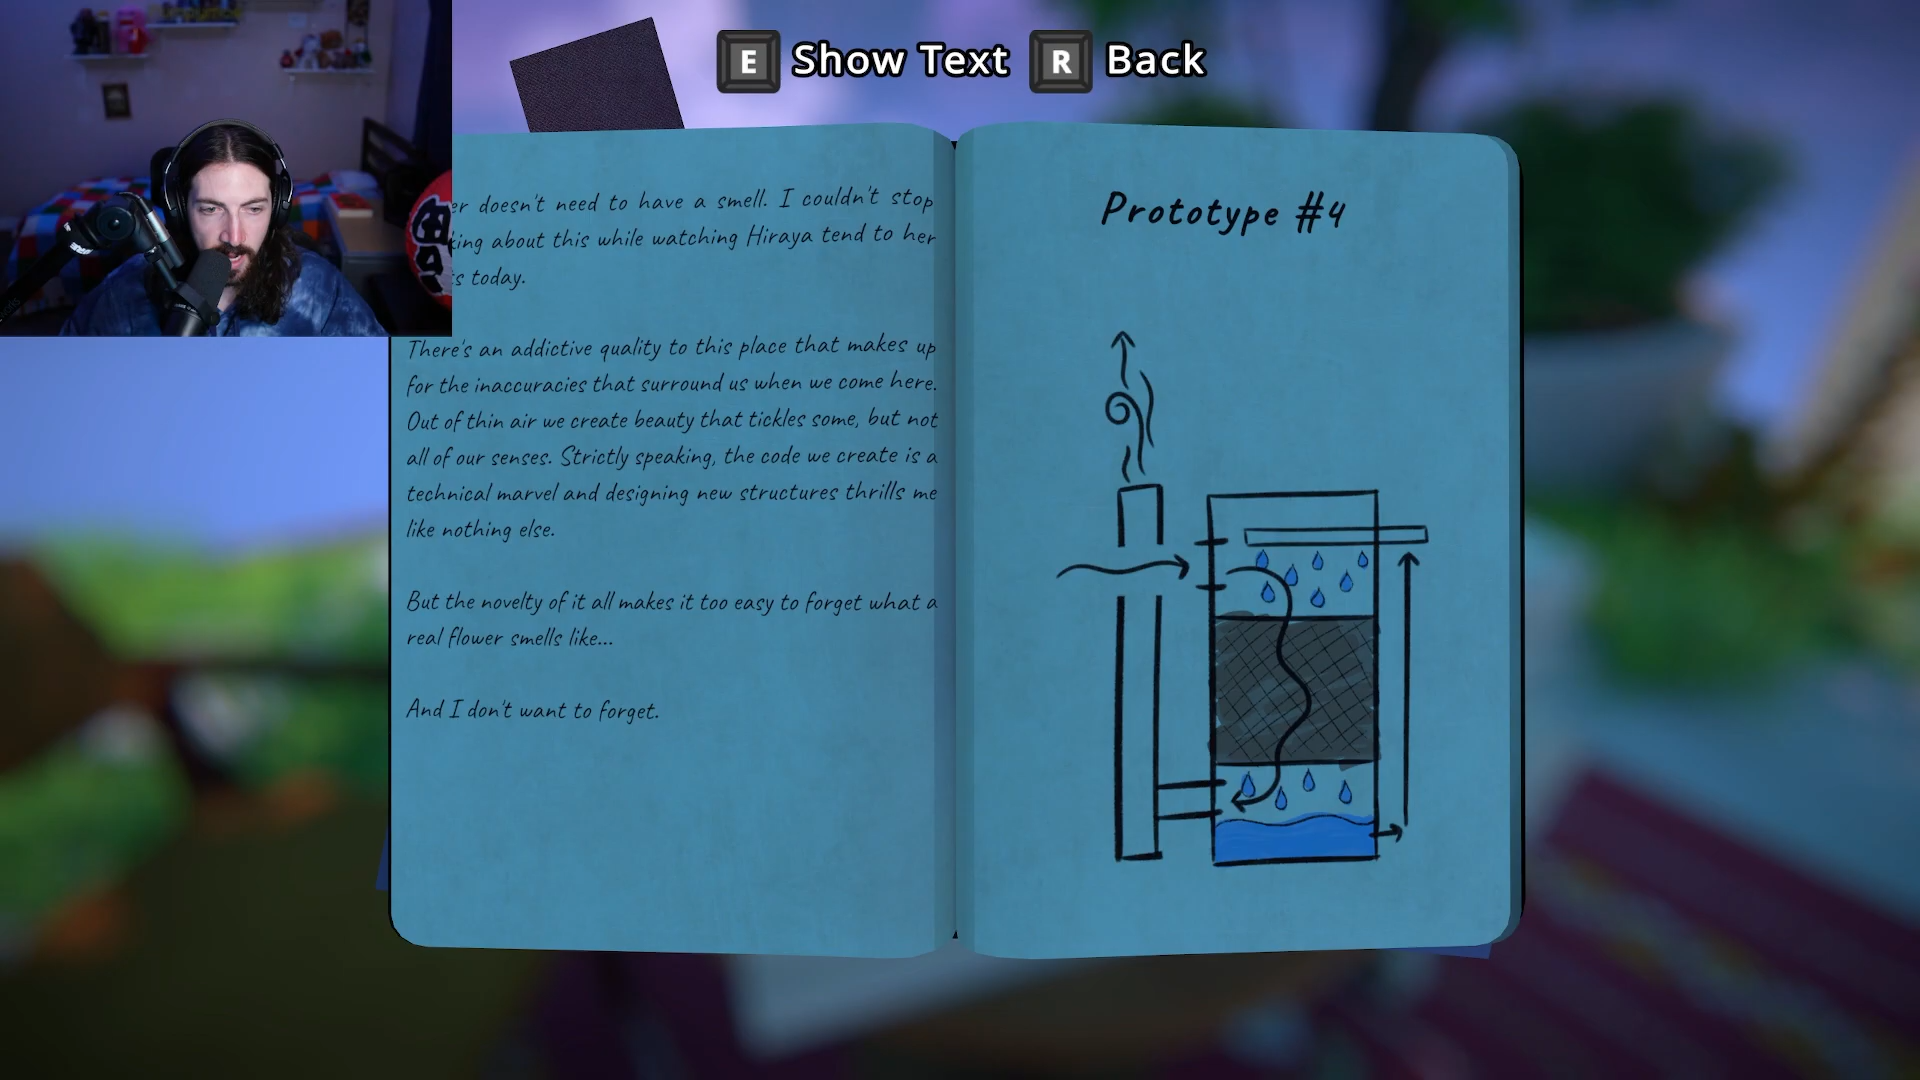 E Show Text R Back
er doesn't need to have a smell. I couldn't stop
king about this while watching Hiraya tend to her
s today.
There's an addictive quality to this place that makes up
for the inaccuracies that surround us when we come here.
Out of thin air we create beauty that tickles some, but not
all of our senses. Strictly speaking, the code we create is a
technical marvel and designing new structures thrills me
like nothing else.
But the novelty of it all makes it too easy to forget what a
real flower smells like...
And I don't want to forget.
Prototype #4